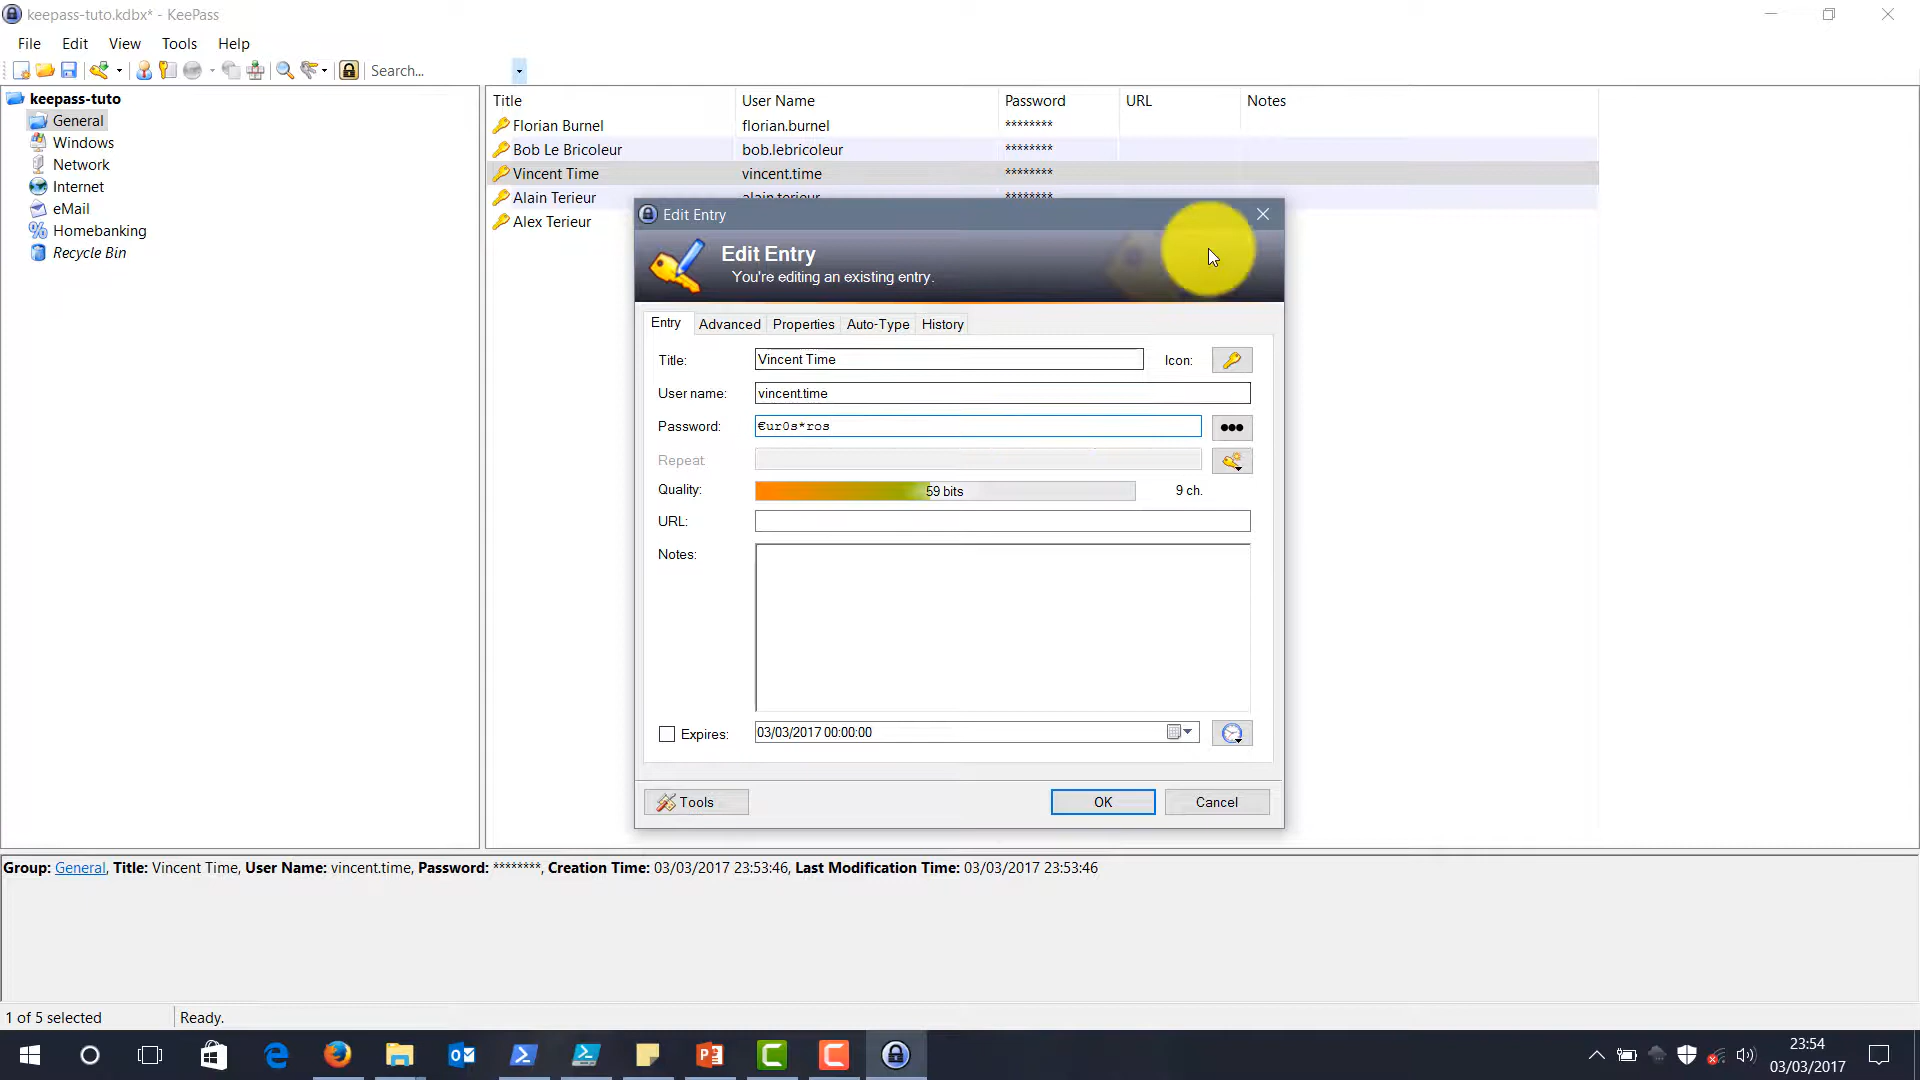 keepass-tuto.kdbx* - KeePass
File Edit View Tools Help
Search...
keepass-tuto
General
Windows
Network
Internet
eMail
Homebanking
Recycle Bin
Title User Name Password URL Notes
Florian Burnel florian.burnel ********
Bob Le Bricoleur bob.lebricoleur ********
Vincent Time vincent.time ********
Alain Terieur alain.terieur ********
Alex Terieur
Edit Entry
Edit Entry
You're editing an existing entry.
Entry Advanced Properties Auto-Type History
Title: Vincent Time Icon:
User name: vincent.time
Password: €ur0s*ros
Repeat
Quality: 59 bits 9 ch.
URL:
Notes:
Expires: 03/03/2017 00:00:00
Tools OK Cancel
Group: General, Title: Vincent Time, User Name: vincent.time, Password: ********, Creation Time: 03/03/2017 23:53:46, Last Modification Time: 03/03/2017 23:53:46
1 of 5 selected Ready.
23:54
03/03/2017